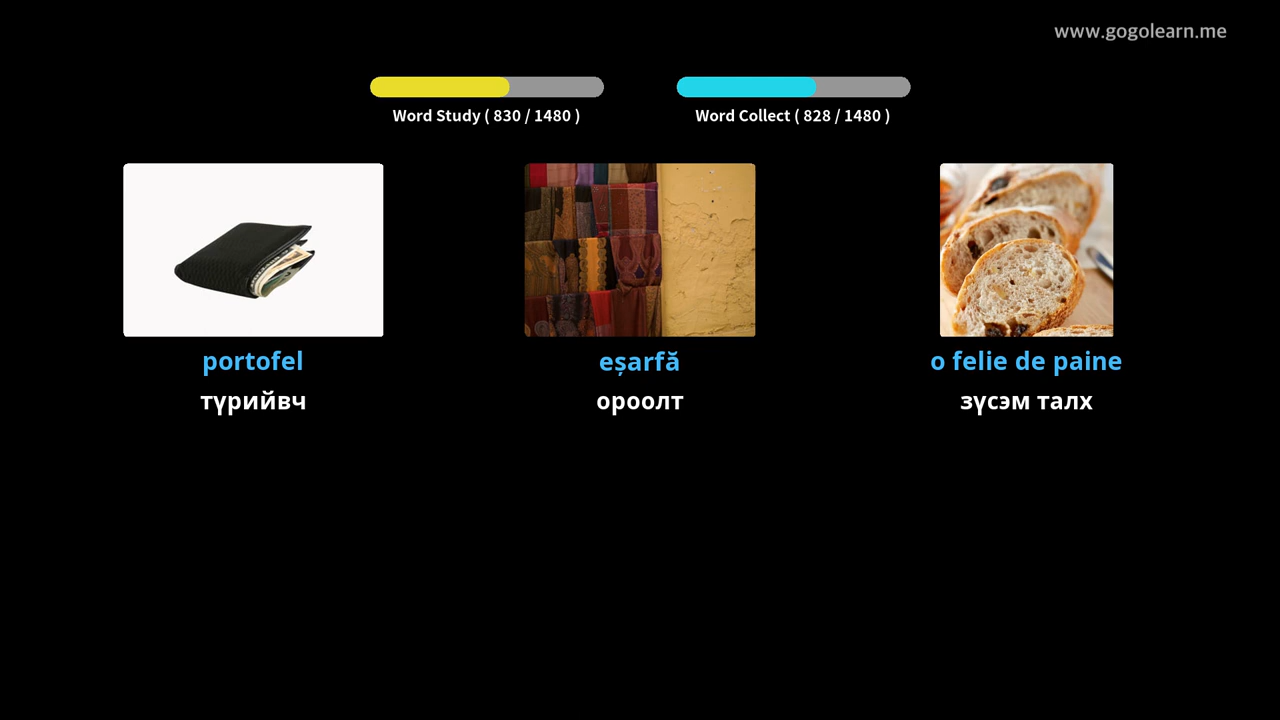 www.gogolearn.me
Word Study ( 830 / 1480 )
Word Collect ( 828 / 1480 )
portofel
eșarfă
o felie de paine
түрийвч
ороолт
зүсэм талх